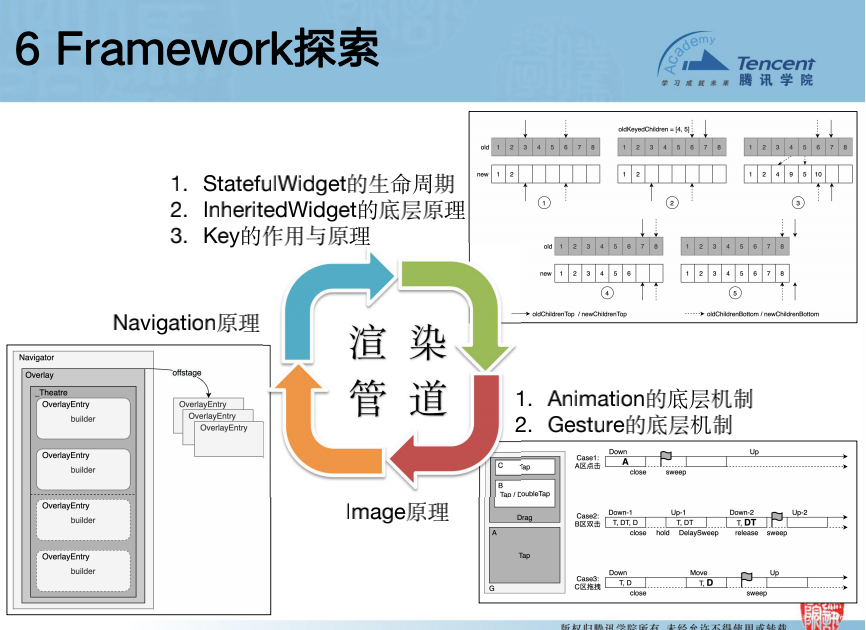 6 Framework探索
Academy
学习成就未来
Tencent
腾讯学院
1. StatefulWidget的生命周期
2. InheritedWidget的底层原理
3. Key的作用与原理
oldKeyedChildren = [4, 5]
old 1 2 3 4 5 6 7 8
1 2 3 4 5 6 7 8
1 2 3 4 5 6 7 8
new 1 2
1 2
1 2 4 9 5 10
1
2
3
old 1 2 3 4 5 6 7 8
1 2 3 4 5 6 7 8
new 1 2 3 4 5 6
1 2 3 4 5 6 7 8
4
5
oldChildrenTop / newChildrenTop
oldChildrenBottom / newChildrenBottom
Navigation原理
渲染
管道
Navigator
Overlay
_Theatre
OverlayEntry
builder
OverlayEntry
builder
OverlayEntry
builder
OverlayEntry
builder
offstage
OverlayEntry
OverlayEntry
OverlayEntry
1. Animation的底层机制
2. Gesture的底层机制
Image原理
C
Tap
B
Tap / DoubleTap
Drag
A
Tap
G
Case1:
A区点击
Down
Up
A
close
sweep
Case2:
B区双击
Down-1
Up-1
Down-2
Up-2
T, DT, D
T, DT
T, DT
close
hold
DelaySweep
release
sweep
Case3:
C区拖拽
Down
Move
Up
T, D
T, D
close
sweep
版权归腾讯学院所有，未经允许不得使用或转载